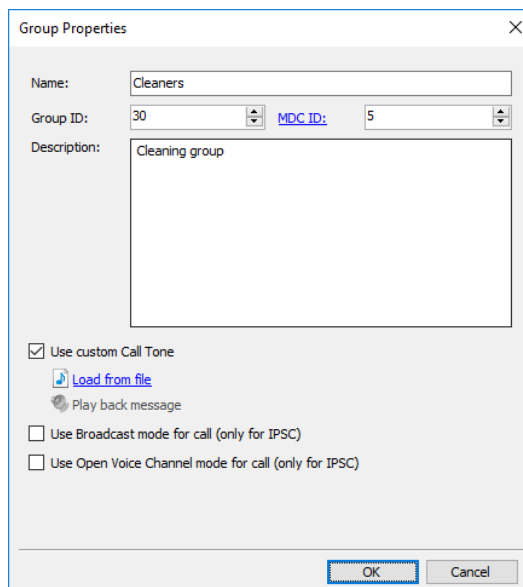 Group Properties
Name: Cleaners
Group ID: 30 MDC ID: 5
Description: Cleaning group
Use custom Call Tone
Load from file
Play back message
Use Broadcast mode for call (only for IPSC)
Use Open Voice Channel mode for call (only for IPSC)
OK Cancel